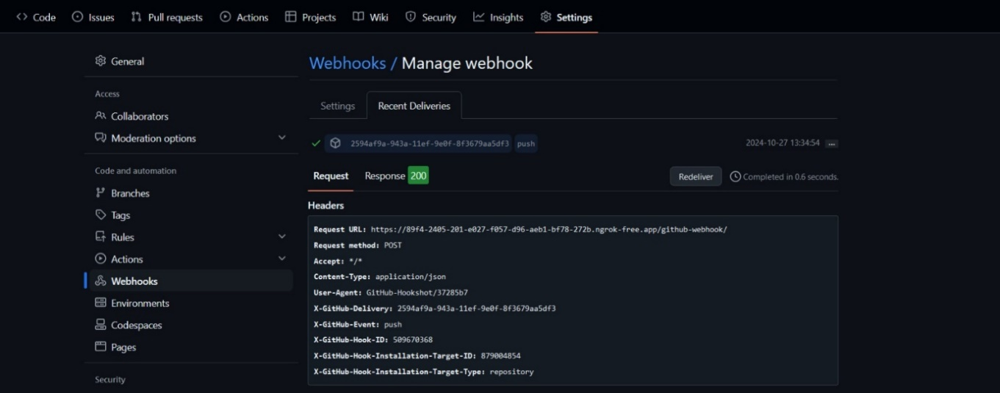 Code Issues Pull requests Actions Projects Wiki Security Insights Settings
General
Access
Collaborators
Moderation options
Code and automation
Branches
Tags
Rules
Actions
Webhooks
Environments
Codespaces
Pages
Security
Webhooks / Manage webhook
Settings Recent Deliveries
2594af9a-943a-11ef-9e0f-8f3679aa5df3 push 2024-10-27 13:34:54 ...
Request Response 200 Redeliver Completed in 0.6 seconds.
Headers
Request URL: https://89f4-2405-201-e027-f057-d96-aeb1-bf78-272b.ngrok-free.app/github-webhook/
Request method: POST
Accept: */*
Content-Type: application/json
User-Agent: GitHub-Hookshot/37285b7
X-GitHub-Delivery: 2594af9a-943a-11ef-9e0f-8f3679aa5df3
X-GitHub-Event: push
X-GitHub-Hook-ID: 509670368
X-GitHub-Hook-Installation-Target-ID: 879004854
X-GitHub-Hook-Installation-Target-Type: repository